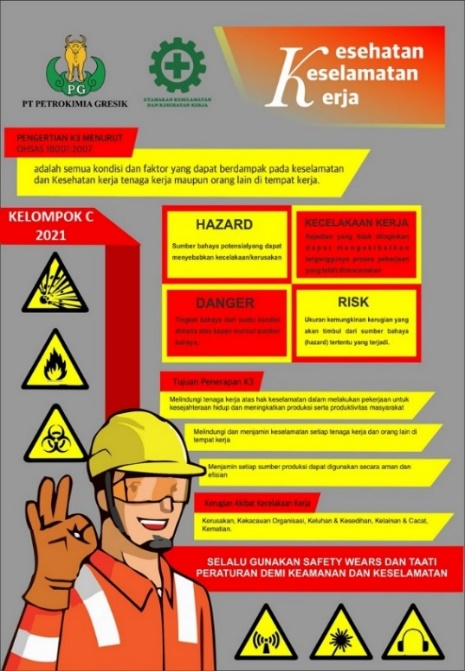 PG
PT PETROKIMIA GRESIK
UTAMAKAN KESELAMATAN
DAN KESEHATAN KERJA
Kesehatan
Keselamatan
Kerja
PENGERTIAN K3 MENURUT
OHSAS 18001:2007
adalah semua kondisi dan faktor yang dapat berdampak pada keselamatan
dan Kesehatan kerja tenaga kerja maupun orang lain di tempat kerja.
KELOMPOK C
2021
HAZARD
Sumber bahaya potensialyang dapat
menyebabkan kecelakaan/kerusakan
KECELAKAAN KERJA
Kejadian yang tidak diinginkan
dapat mengakibatkan
terganggunya proses pekerjaan
yang telah direncanakan
DANGER
Tingkat bahaya dari suatu kondisi
dimana atau kapan muncul sumber
bahaya.
RISK
Ukuran kemungkinan kerugian yang
akan timbul dari sumber bahaya
(hazard) tertentu yang terjadi.
Tujuan Penerapan K3
Melindungi tenaga kerja atas hak keselamatan dalam melakukan pekerjaan untuk
kesejahteraan hidup dan meningkatkan produksi serta produktivitas masyarakat
Melindungi dan menjamin keselamatan setiap tenaga kerja dan orang lain di
tempat kerja
Menjamin setiap sumber produksi dapat digunakan secara aman dan
efisian
Kerugian Akibat Kecelakaan Kerja
Kerusakan, Kekacauan Organisasi, Keluhan & Kesedihan, Kelainan & Cacat,
Kematian.
SELALU GUNAKAN SAFETY WEARS DAN TAATI
PERATURAN DEMI KEAMANAN DAN KESELAMATAN